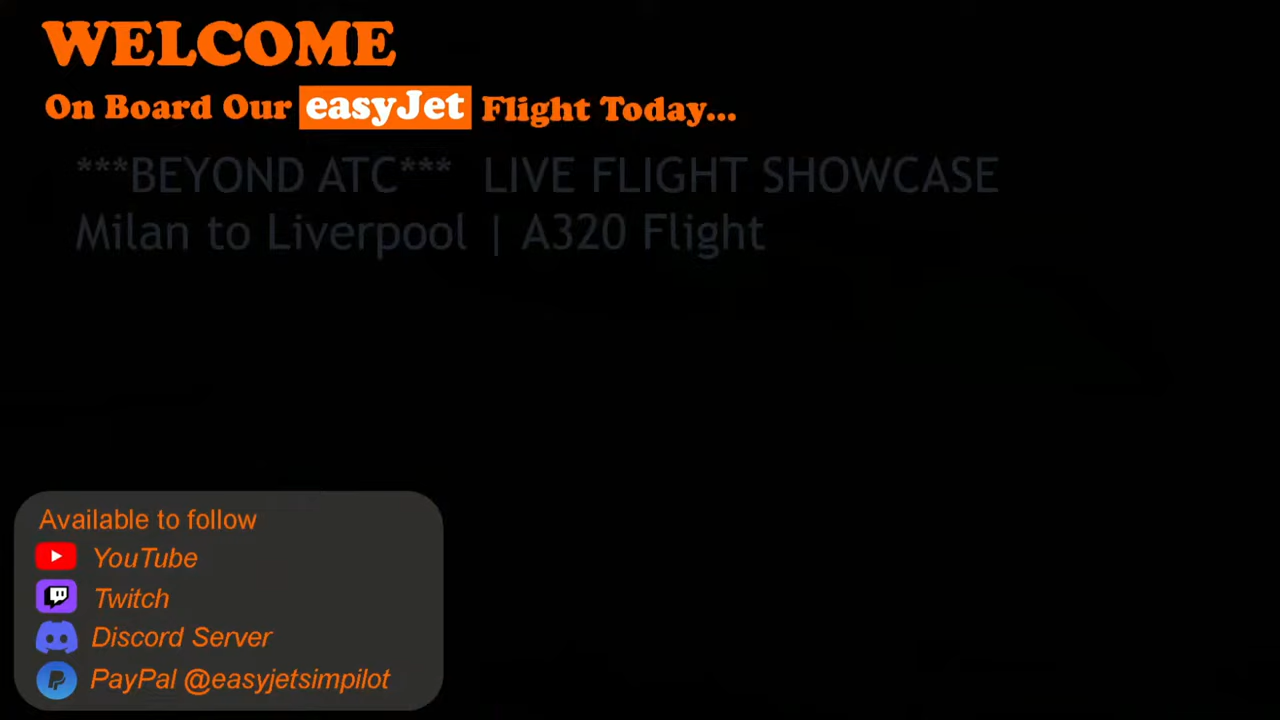 WELCOME
On Board Our easyJet Flight Today...
***BEYOND ATC*** LIVE FLIGHT SHOWCASE
Milan to Liverpool | A320 Flight
Available to follow
YouTube
Twitch
Discord Server
PayPal @easyjetsimpilot